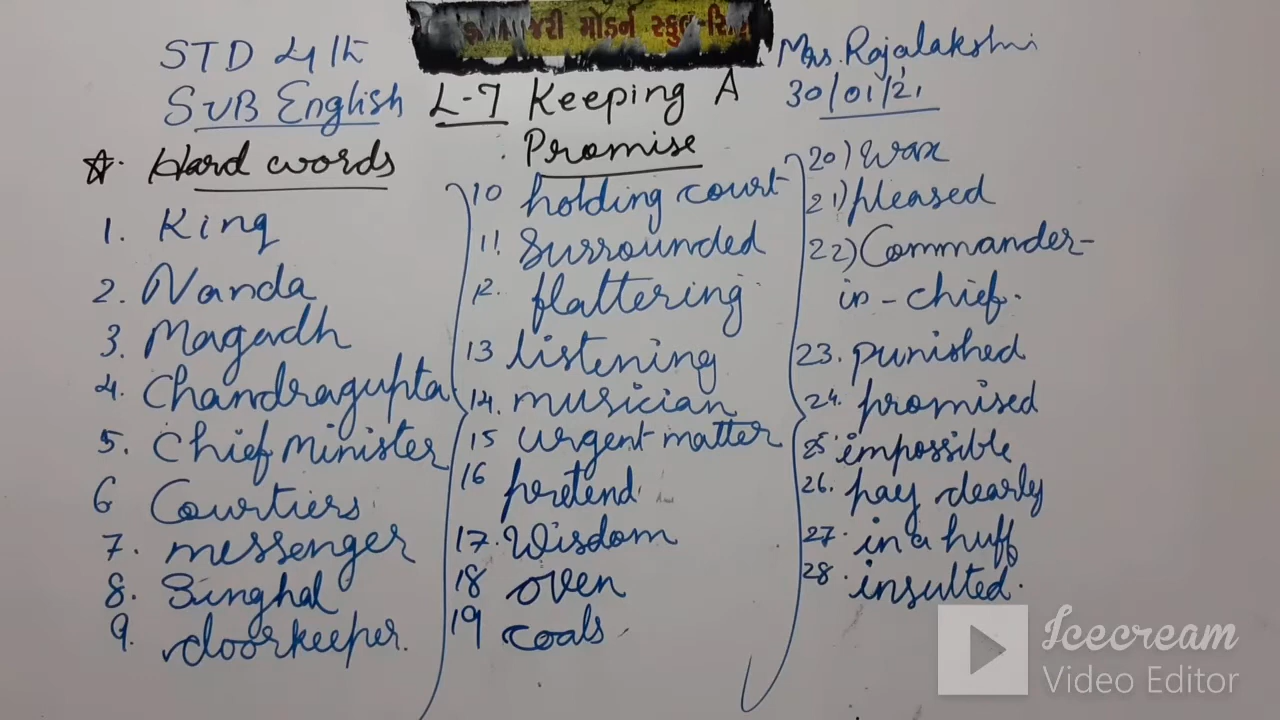 મોડર્ન સ્કુલ
STD 4th
Mrs. Rajalakshmi
SUB English
L-7 Keeping A
Promise
30/01/21
☆. Hard words
1. King
2. Nanda
3. Magadh
4. Chandragupta
5. Chief Minister
6 Courtiers
7. messenger
8. Singhal
9. doorkeeper.
10 holding court
11. Surrounded
12. flattering
13 listening
14. musician
15 urgent matter
16 pretend
17. Wisdom
18 oven
19 coals
20) Wax
21) pleased
22) Commander-
in-chief.
23. punished
24. promised
25. impossible
26. pay dearly
27. in a huff
28. insulted.
Icecream
Video Editor